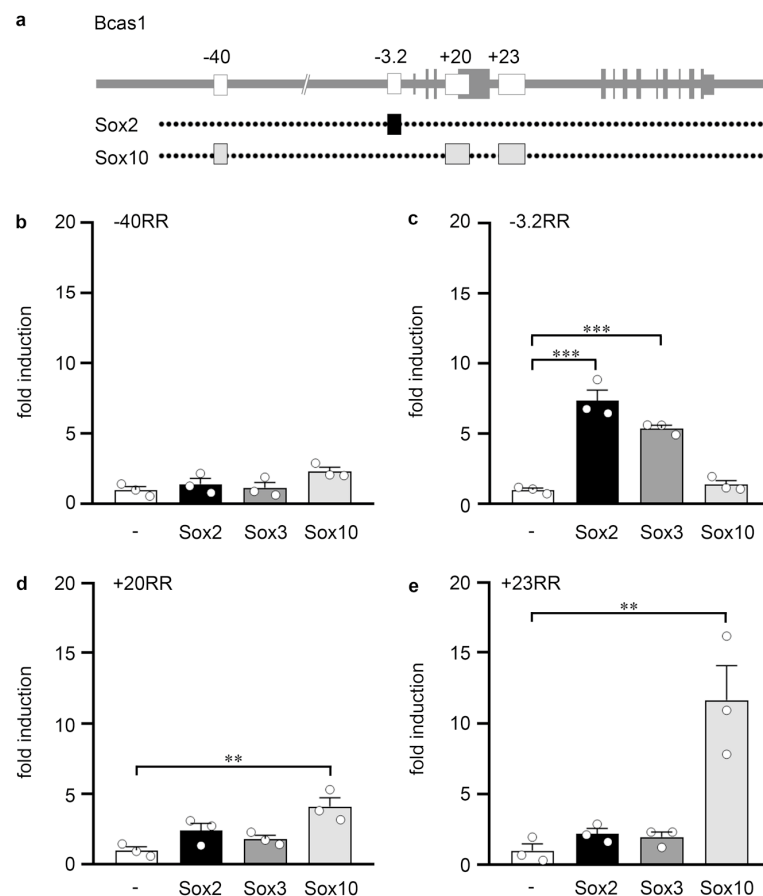 a
Bcas1
-40 -3.2 +20 +23
Sox2
Sox10
b
-40RR
fold induction
20
15
10
5
0
- Sox2 Sox3 Sox10
c
-3.2RR
fold induction
20
15
10
5
0
***
***
- Sox2 Sox3 Sox10
d
+20RR
fold induction
20
15
10
5
0
**
- Sox2 Sox3 Sox10
e
+23RR
fold induction
20
15
10
5
0
**
- Sox2 Sox3 Sox10